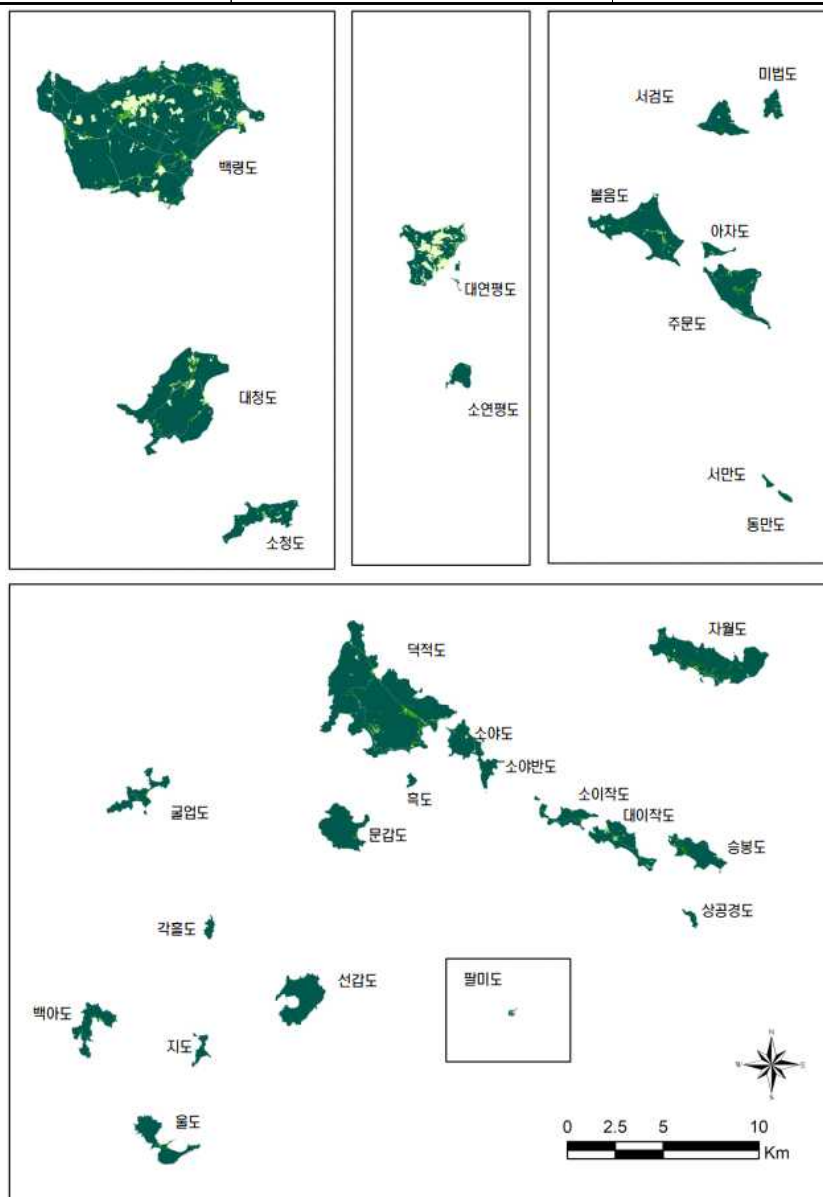 백령도
대청도
소청도
대연평도
소연평도
미법도
서검도
볼음도
아차도
주문도
서만도
동만도
자월도
덕적도
소야도
소야반도
흑도
굴업도
문갑도
소이작도
대이작도
승봉도
상공경도
각흘도
선갑도
팔미도
백아도
지도
울도
N
W E
S
0 2.5 5 10
Km